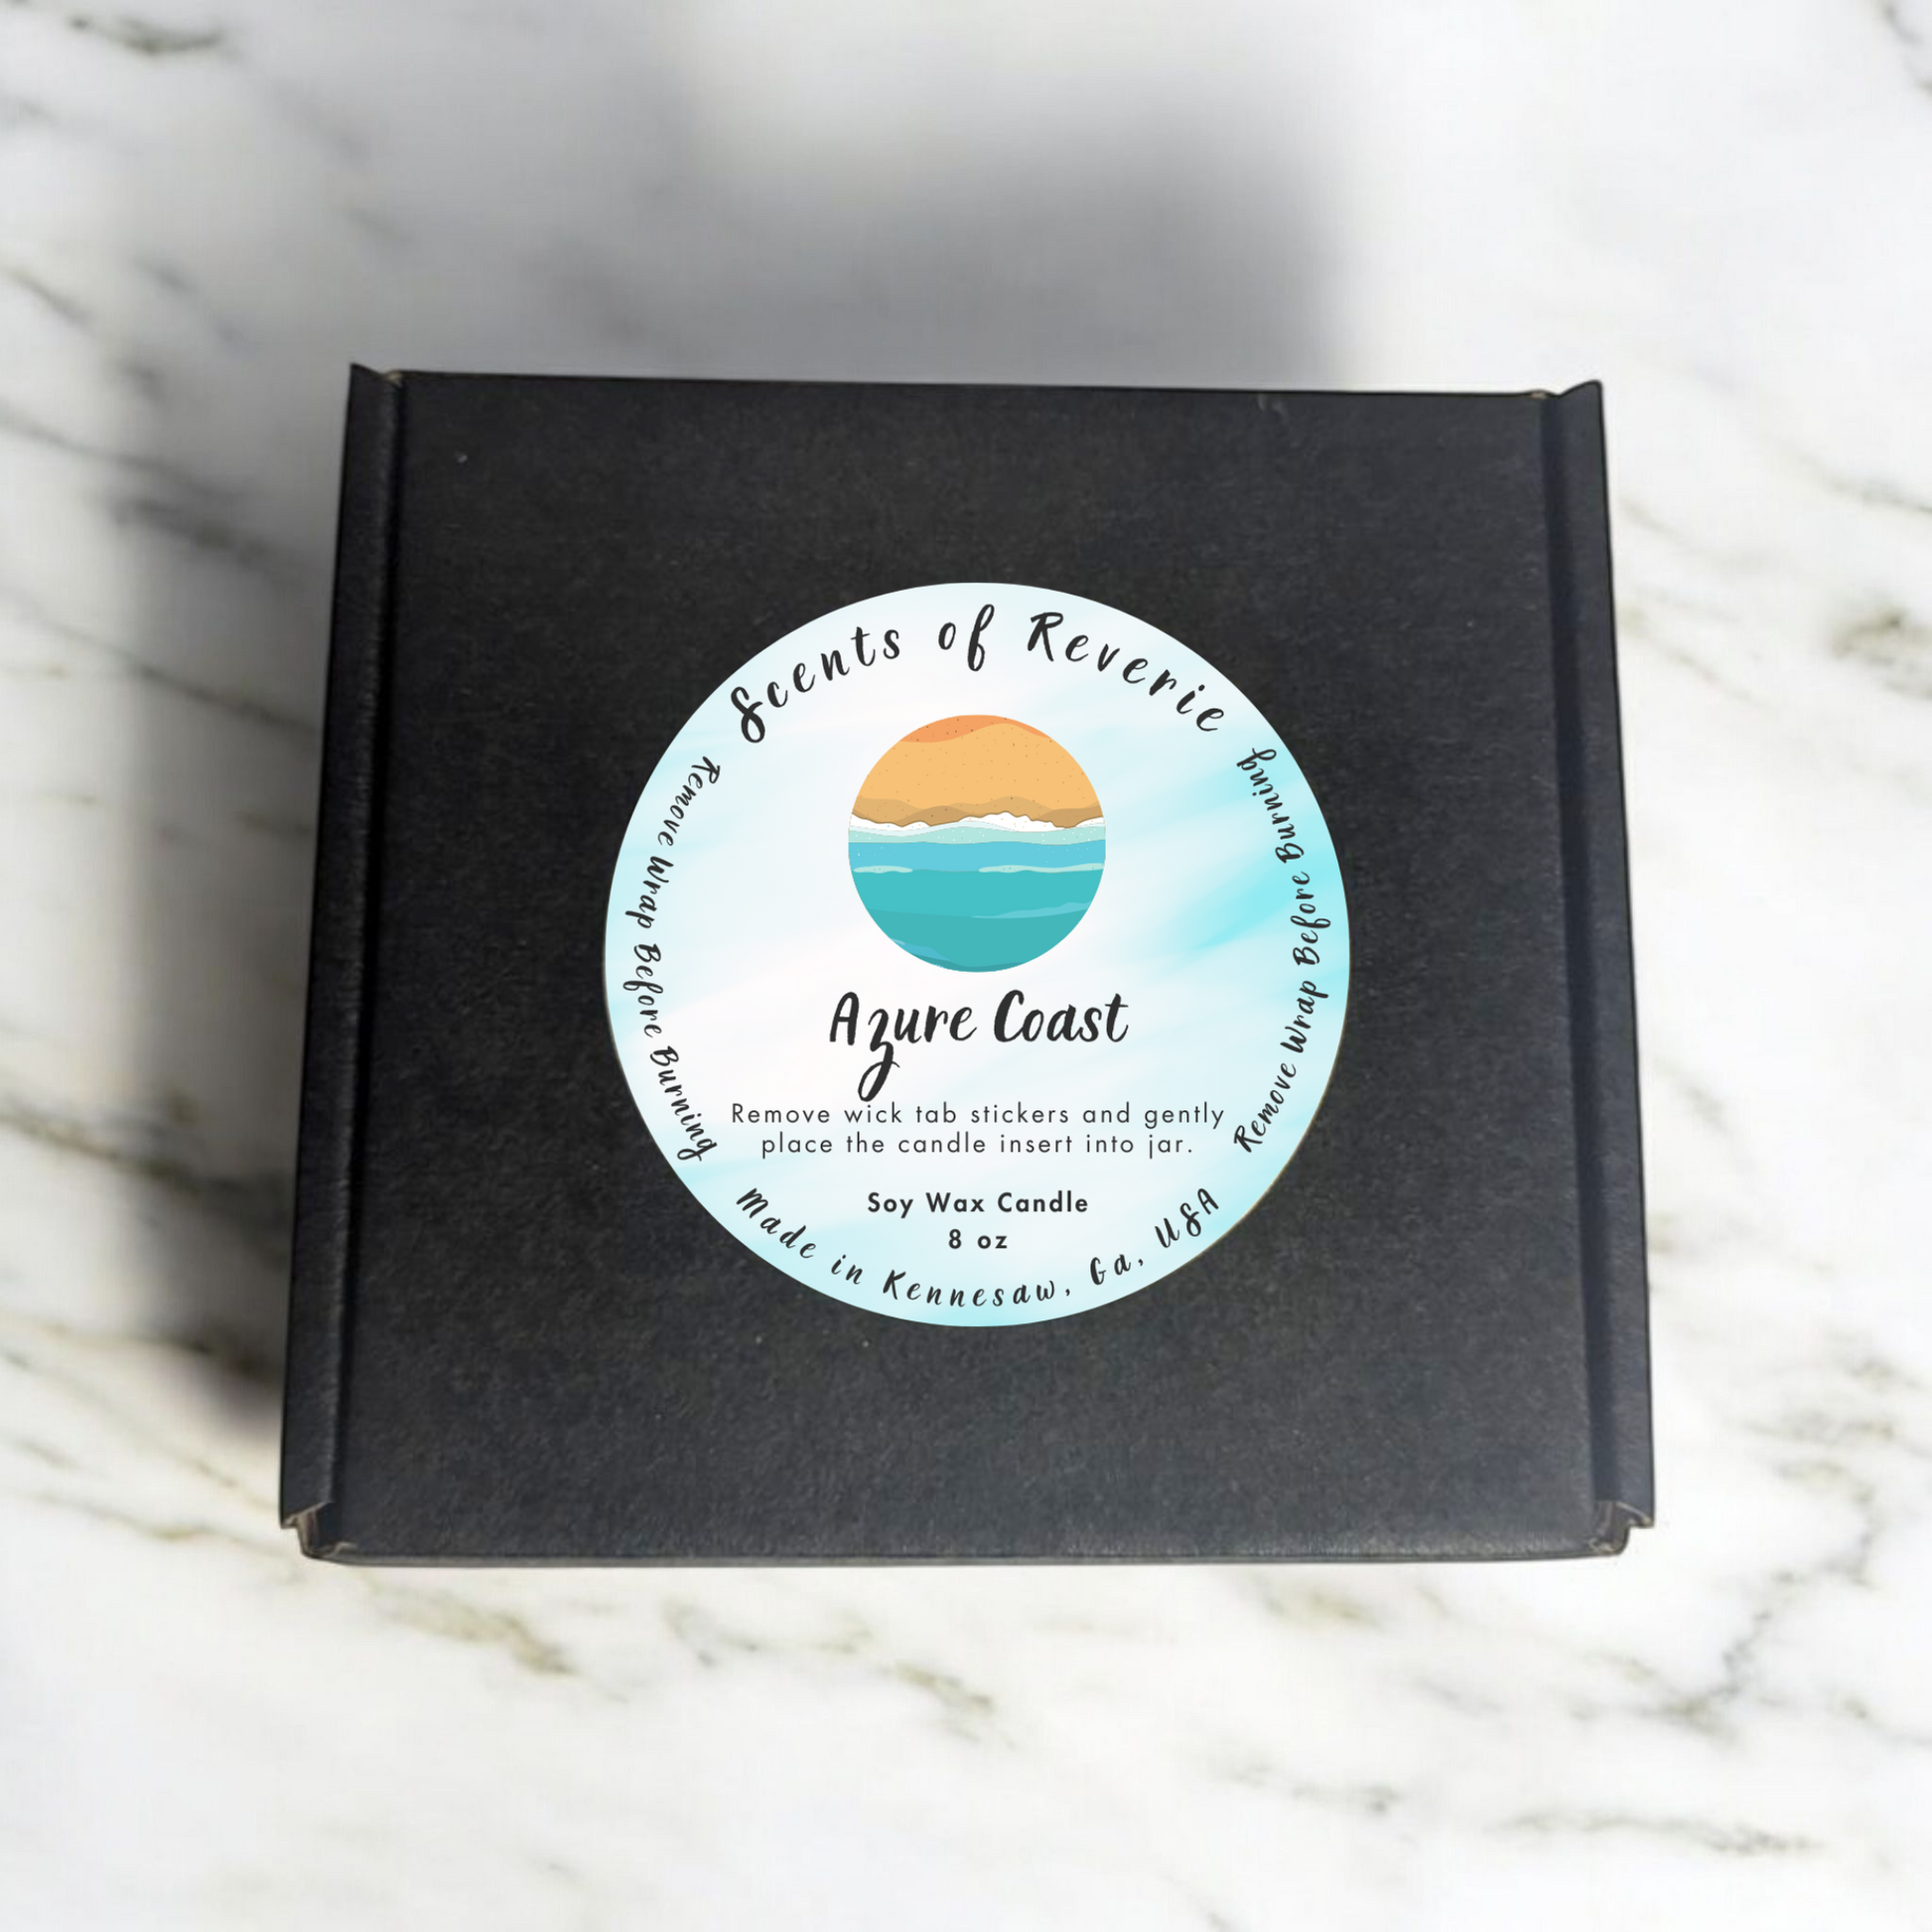 Scents of Reverie
Remove Wrap Before Burning
Remove Wrap Before Burning
Azure Coast
Remove wick tab stickers and gently
place the candle insert into jar.
Soy Wax Candle
8 oz
Made in Kennesaw, Ga, USA